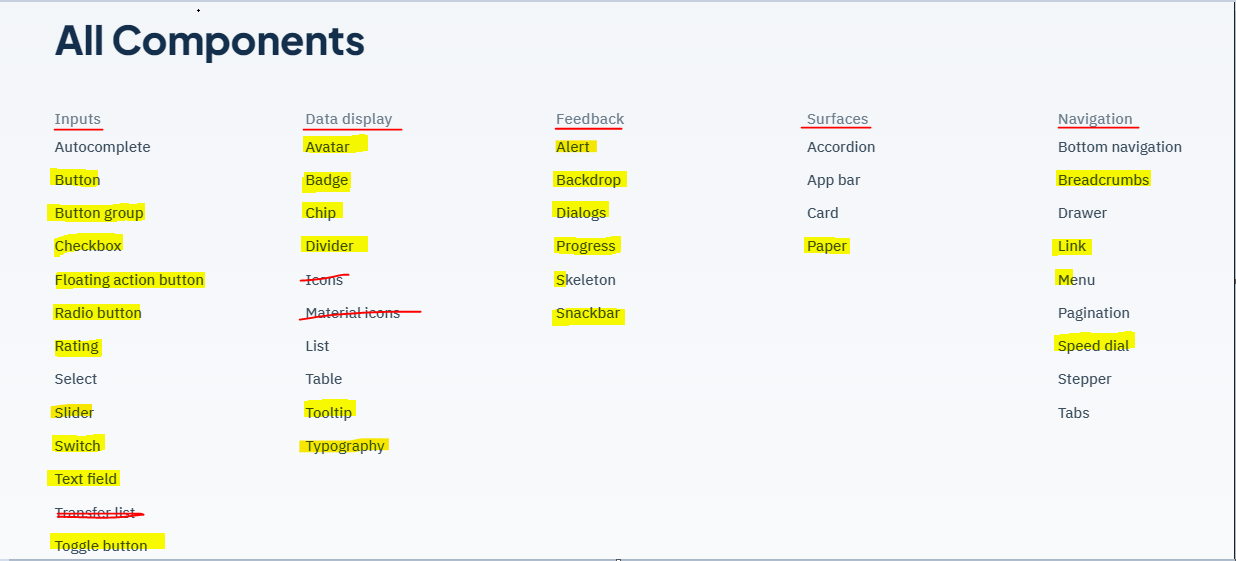 All Components
Inputs
Autocomplete
Button
Button group
Checkbox
Floating action button
Radio button
Rating
Select
Slider
Switch
Text field
Transfer list
Toggle button
Data display
Avatar
Badge
Chip
Divider
Icons
Material icons
List
Table
Tooltip
Typography
Feedback
Alert
Backdrop
Dialogs
Progress
Skeleton
Snackbar
Surfaces
Accordion
App bar
Card
Paper
Navigation
Bottom navigation
Breadcrumbs
Drawer
Link
Menu
Pagination
Speed dial
Stepper
Tabs